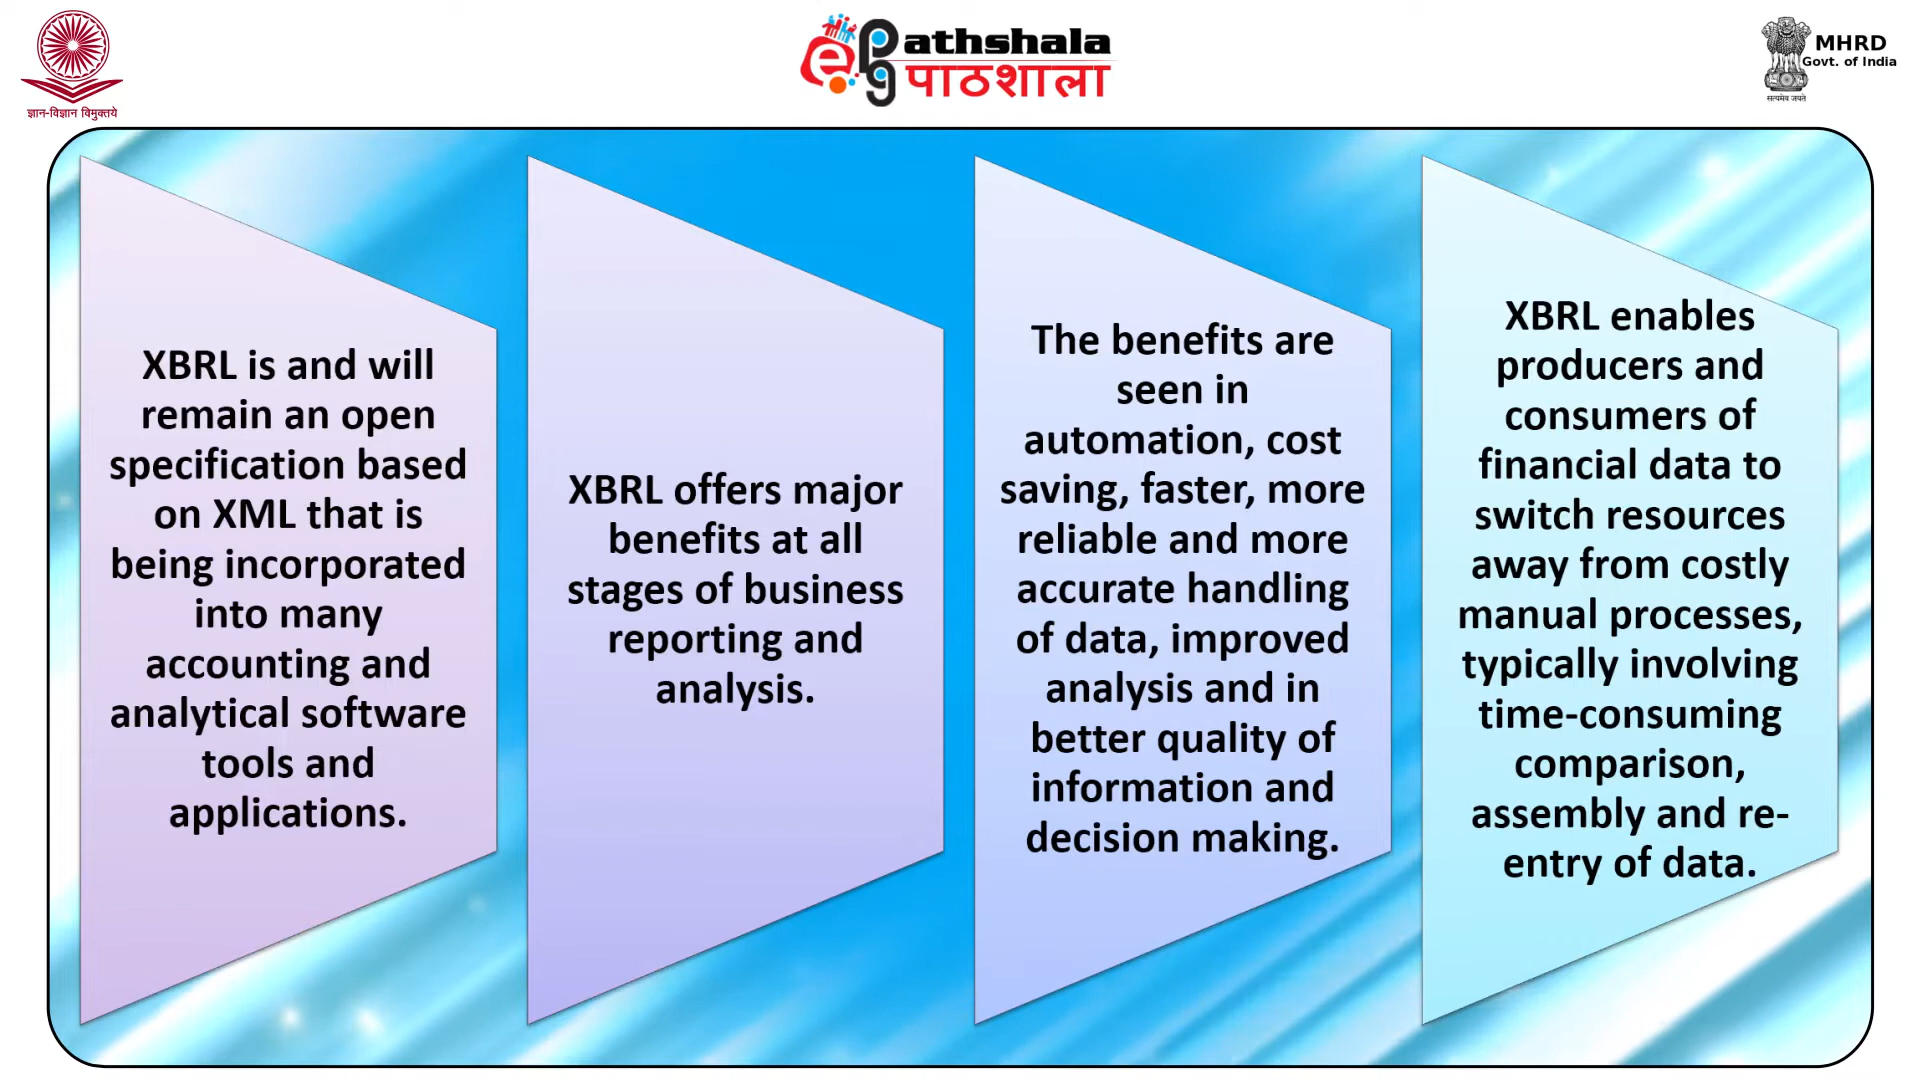 ज्ञान-विज्ञान विमुक्तये
ePG athshala
पाठशाला
MHRD
Govt. of India
सत्यमेव जयते
XBRL is and will
remain an open
specification based
on XML that is
being incorporated
into many
accounting and
analytical software
tools and
applications.
XBRL offers major
benefits at all
stages of business
reporting and
analysis.
The benefits are
seen in
automation, cost
saving, faster, more
reliable and more
accurate handling
of data, improved
analysis and in
better quality of
information and
decision making.
XBRL enables
producers and
consumers of
financial data to
switch resources
away from costly
manual processes,
typically involving
time-consuming
comparison,
assembly and re-
entry of data.